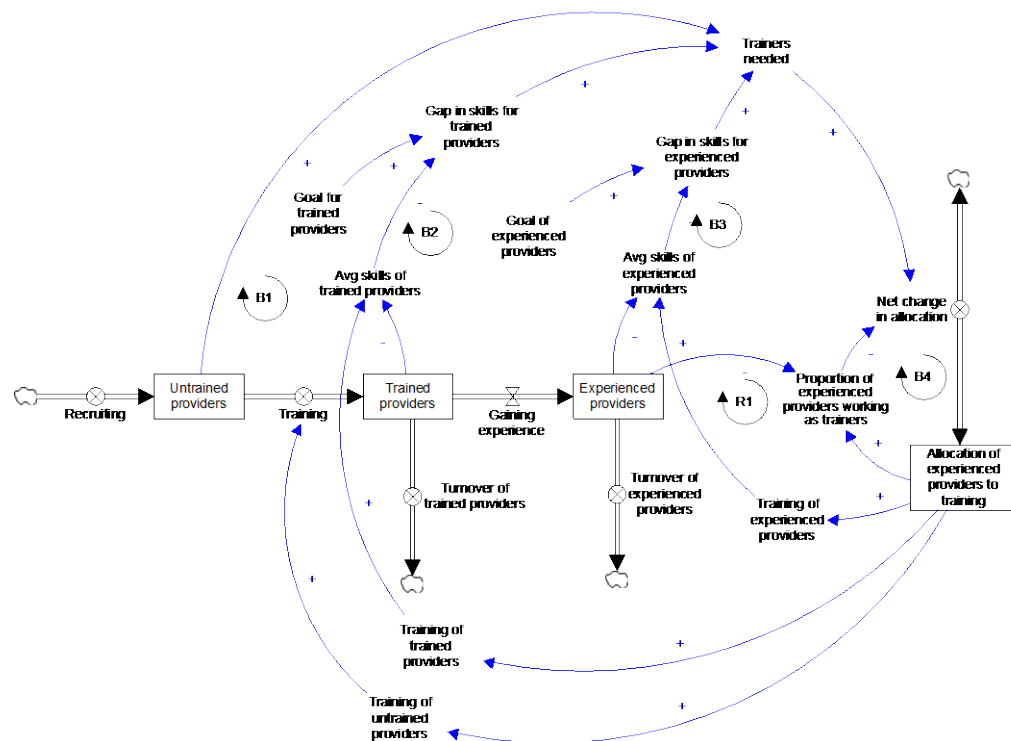 Trainers
needed
+
Gap in skills for
trained
providers
+
+
Gap in skills for
experienced
providers
+
+
+
Goal for
trained
providers
+
Goal of
experienced
providers
-
B2
-
B3
-
Avg skills of
trained providers
Avg skills of
experienced
providers
B1
Net change
in allocation
+
-
-
-
B4
Untrained
providers
Trained
providers
Experienced
providers
-
R1
Proportion of
experienced
providers working
as trainers
Recruiting
Training
Gaining
experience
+
Allocation of
experienced
providers to
training
Turnover of
trained providers
Turnover of
experienced
providers
+
+
Training of
experienced
providers
+
Training of
trained
providers
+
Training of
untrained
providers
+